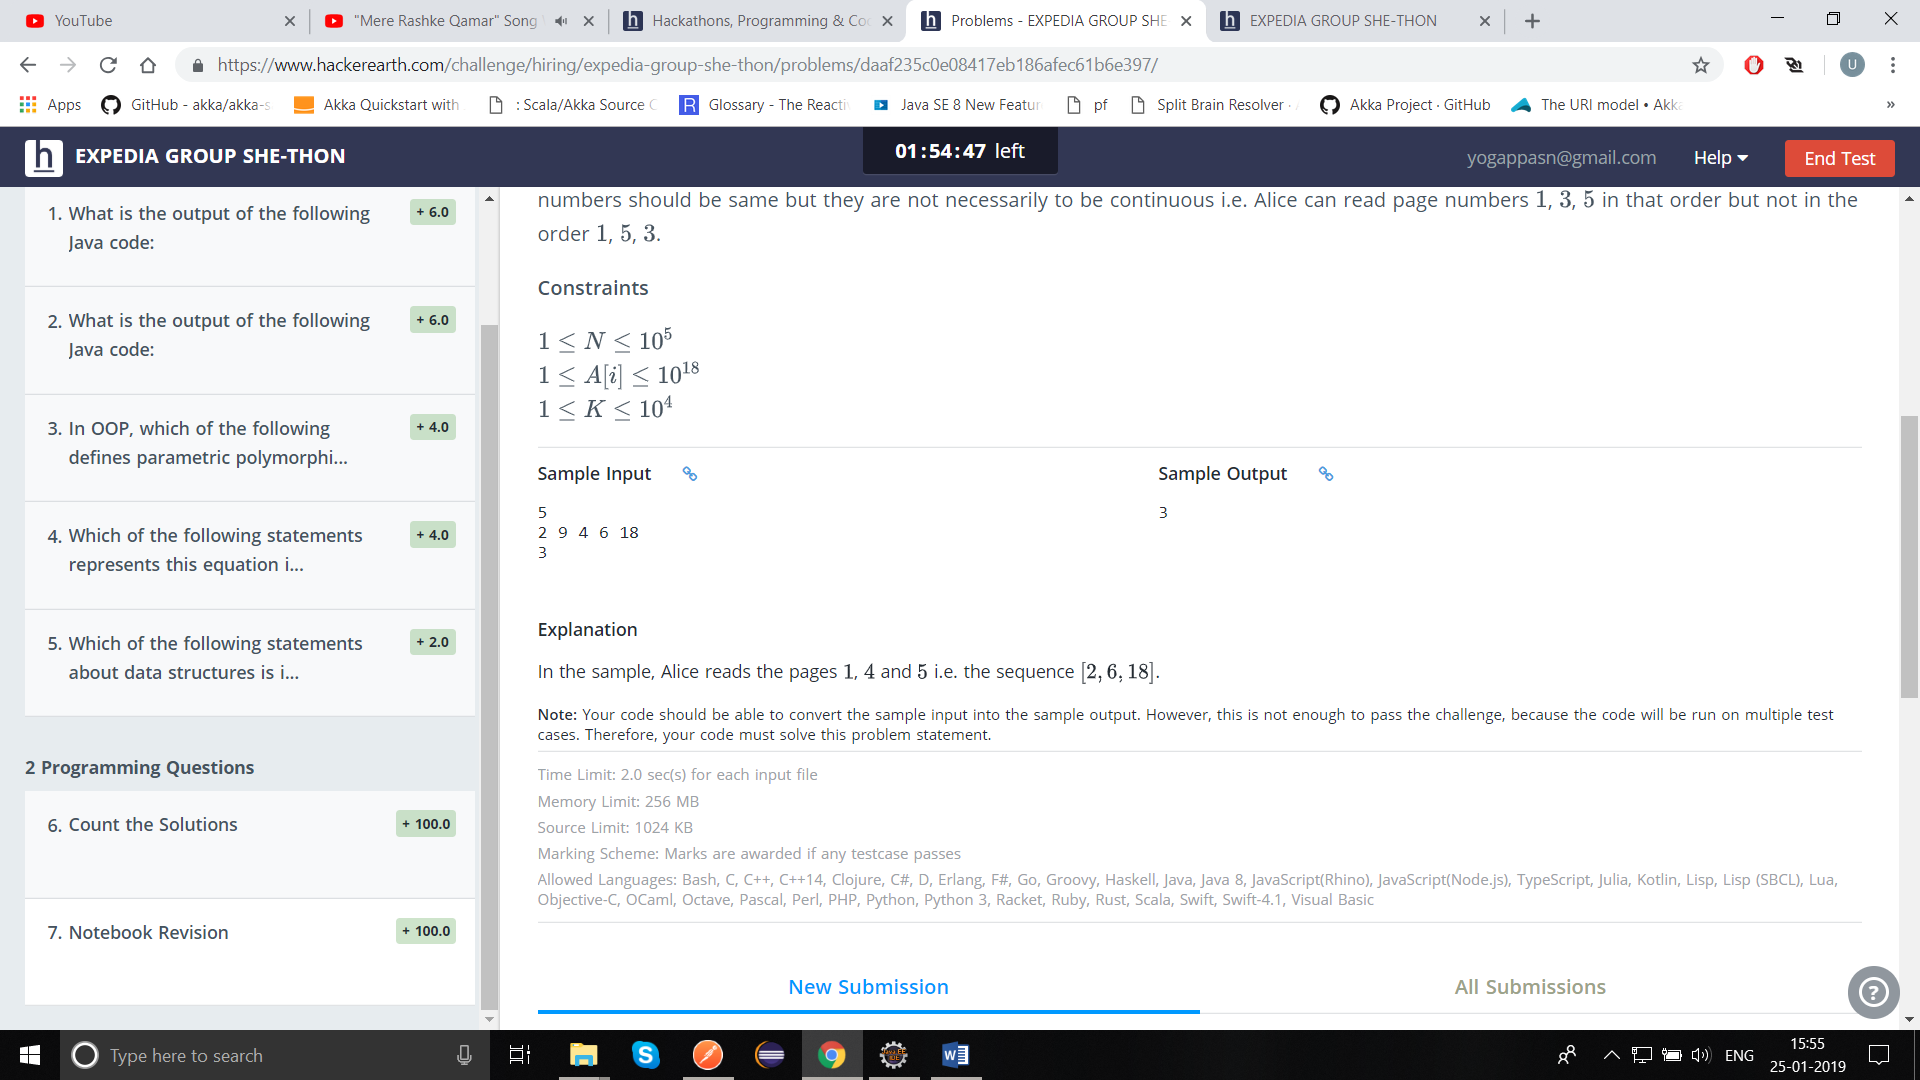 YouTube
"Mere Rashke Qamar" Song
Hackathons, Programming & Co
Problems - EXPEDIA GROUP SHE
EXPEDIA GROUP SHE-THON
https://www.hackerearth.com/challenge/hiring/expedia-group-she-thon/problems/daaf235c0e08417eb186afec61b6e397/
U
Apps
GitHub - akka/akka-s
Akka Quickstart with
: Scala/Akka Source C
R
Glossary - The Reacti
Java SE 8 New Featur
pf
Split Brain Resolver ·
Akka Project · GitHub
The URI model • Akka
»
h EXPEDIA GROUP SHE-THON
01:54:47 left
yogappasn@gmail.com
Help
End Test
1. What is the output of the following
Java code:
+ 6.0
2. What is the output of the following
Java code:
+ 6.0
3. In OOP, which of the following
defines parametric polymorphi...
+ 4.0
4. Which of the following statements
represents this equation i...
+ 4.0
5. Which of the following statements
about data structures is i...
+ 2.0
2 Programming Questions
6. Count the Solutions
+ 100.0
7. Notebook Revision
+ 100.0
numbers should be same but they are not necessarily to be continuous i.e. Alice can read page numbers 1, 3, 5 in that order but not in the
order 1, 5, 3.
Constraints
1 ≤ N ≤ 10⁵
1 ≤ A[i] ≤ 10¹⁸
1 ≤ K ≤ 10⁴
Sample Input
5
2 9 4 6 18
3
Sample Output
3
Explanation
In the sample, Alice reads the pages 1, 4 and 5 i.e. the sequence [2, 6, 18].
Note: Your code should be able to convert the sample input into the sample output. However, this is not enough to pass the challenge, because the code will be run on multiple test
cases. Therefore, your code must solve this problem statement.
Time Limit: 2.0 sec(s) for each input file
Memory Limit: 256 MB
Source Limit: 1024 KB
Marking Scheme: Marks are awarded if any testcase passes
Allowed Languages: Bash, C, C++, C++14, Clojure, C#, D, Erlang, F#, Go, Groovy, Haskell, Java, Java 8, JavaScript(Rhino), JavaScript(Node.js), TypeScript, Julia, Kotlin, Lisp, Lisp (SBCL), Lua,
Objective-C, OCaml, Octave, Pascal, Perl, PHP, Python, Python 3, Racket, Ruby, Rust, Scala, Swift, Swift-4.1, Visual Basic
New Submission
All Submissions
?
Type here to search
ENG
15:55
25-01-2019